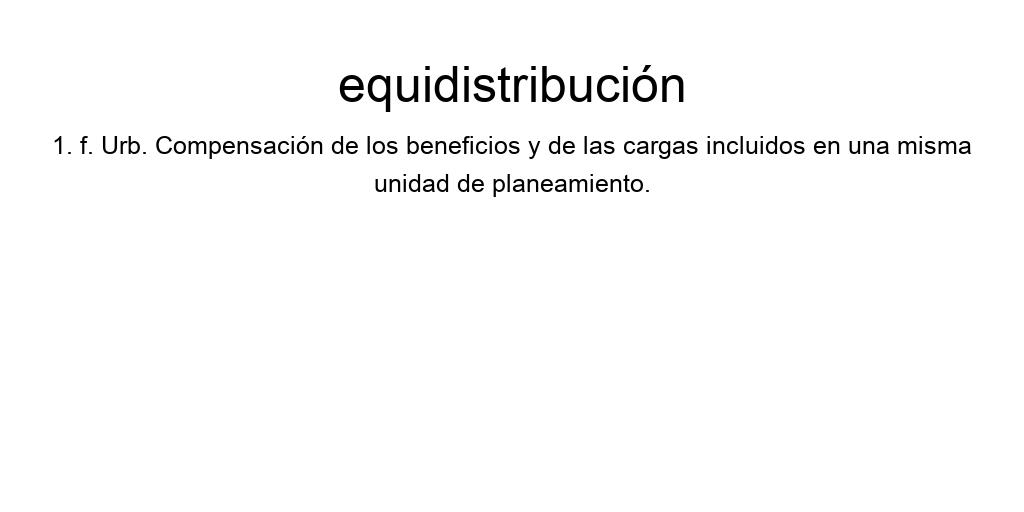 equidistribución
1. f. Urb. Compensación de los beneficios y de las cargas incluidos en una misma
unidad de planeamiento.